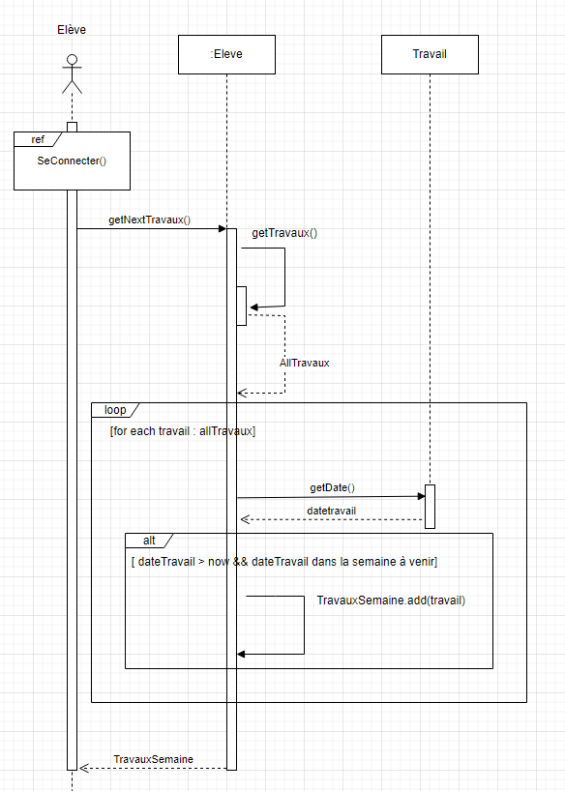 Elève
:Eleve
Travail
ref
SeConnecter()
getNextTravaux()
getTravaux()
AllTravaux
loop
[for each travail : allTravaux]
getDate()
datetravail
alt
[ dateTravail > now && dateTravail dans la semaine à venir]
TravauxSemaine.add(travail)
TravauxSemaine